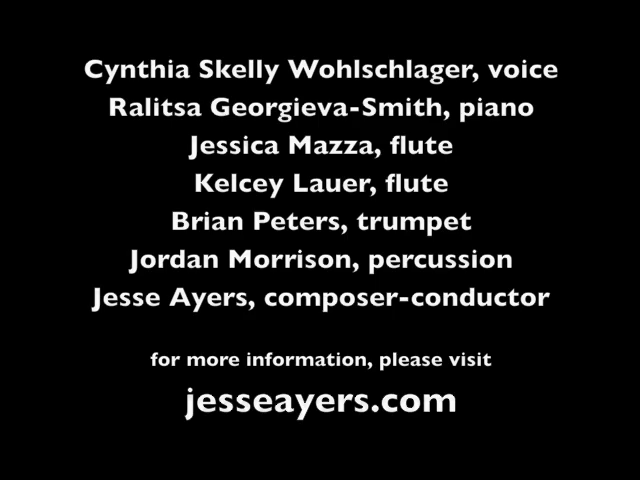 Cynthia Skelly Wohlschlager, voice
Ralitsa Georgieva-Smith, piano
Jessica Mazza, flute
Kelcey Lauer, flute
Brian Peters, trumpet
Jordan Morrison, percussion
Jesse Ayers, composer-conductor
for more information, please visit
jesseayers.com